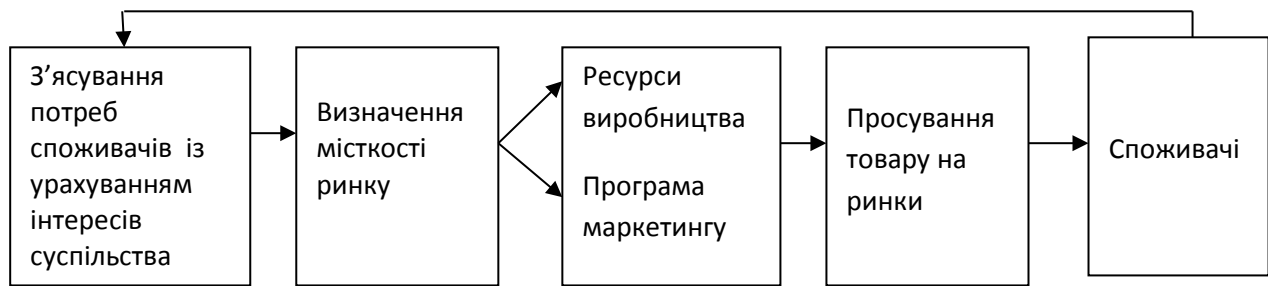 З’ясування
потреб
споживачів із
урахуванням
інтересів
суспільства
Визначення
місткості
ринку
Ресурси
виробництва
Програма
маркетингу
Просування
товару на
ринки
Споживачі